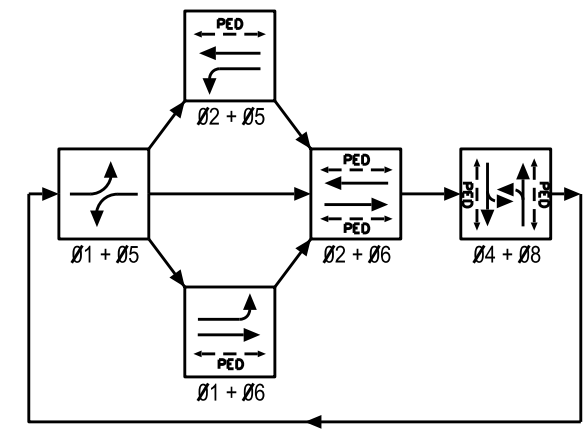 PED
Ø2 + Ø5
PED
PED
Ø1 + Ø5
Ø2 + Ø6
PED
PED
Ø4 + Ø8
PED
Ø1 + Ø6